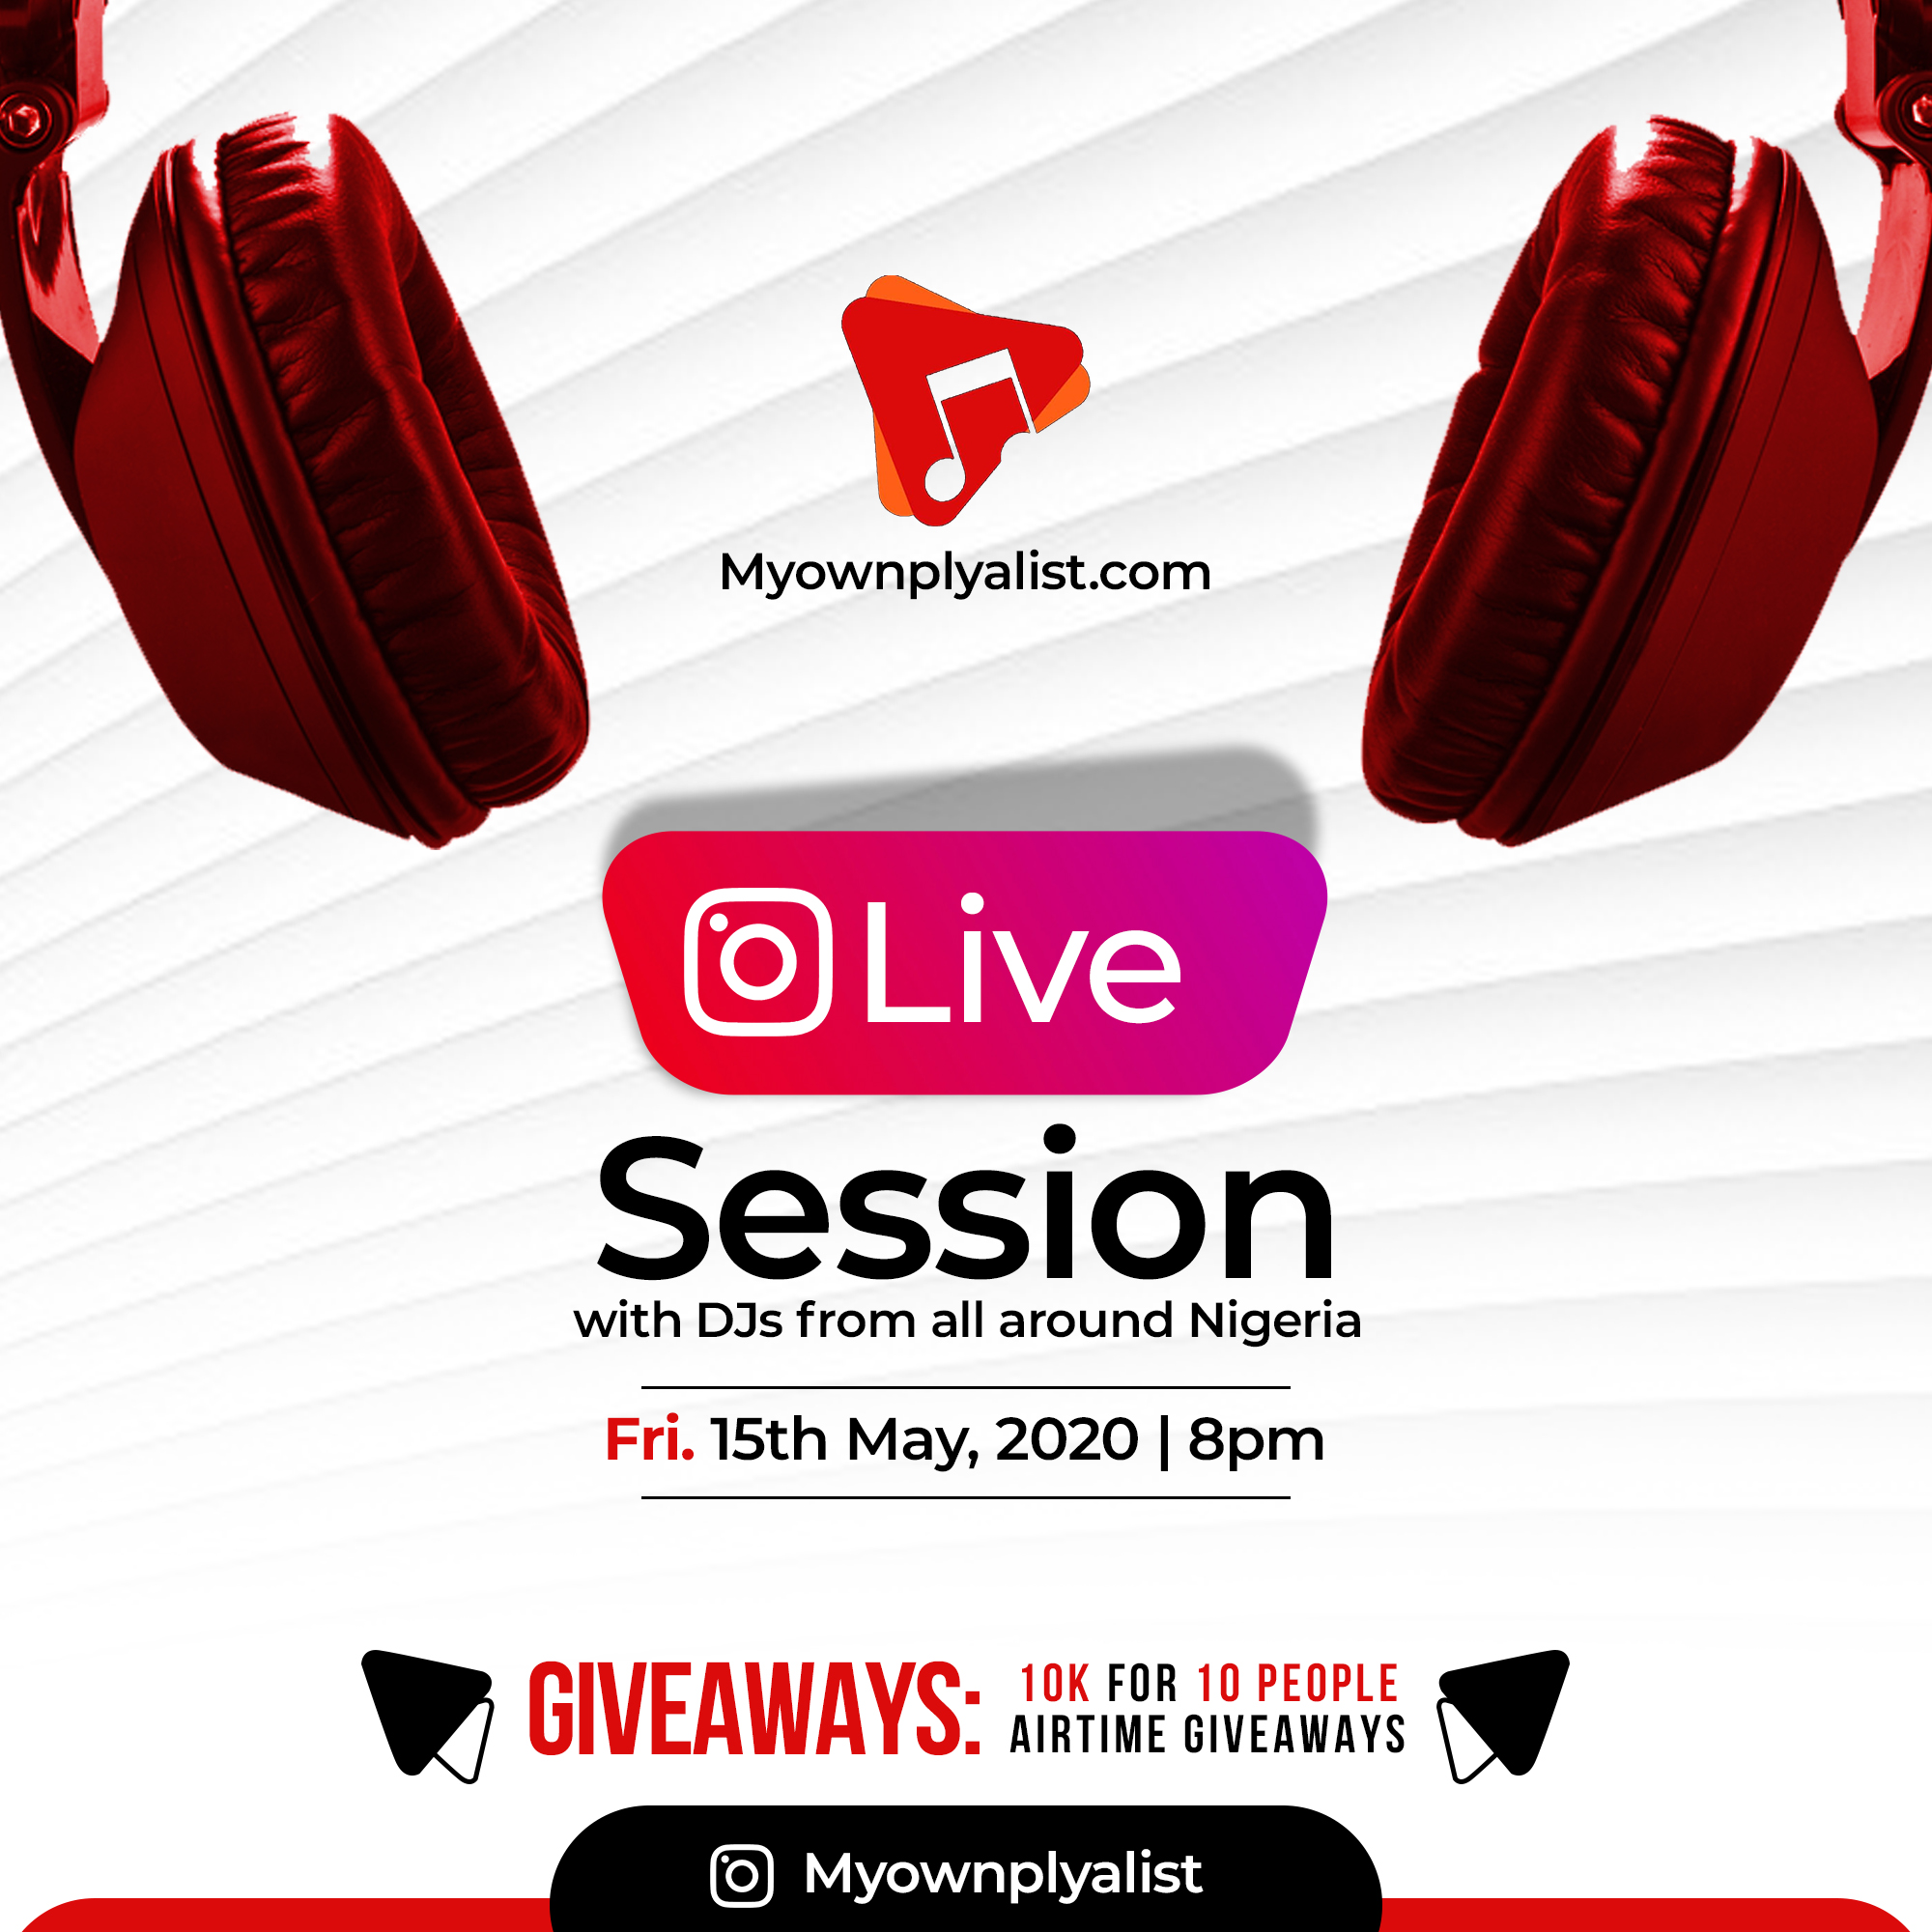 Myownplyalist.com
Live
Session
with DJs from all around Nigeria
Fri. 15th May, 2020 | 8pm
GIVEAWAYS: 10K FOR 10 PEOPLE
AIRTIME GIVEAWAYS
Myownplyalist